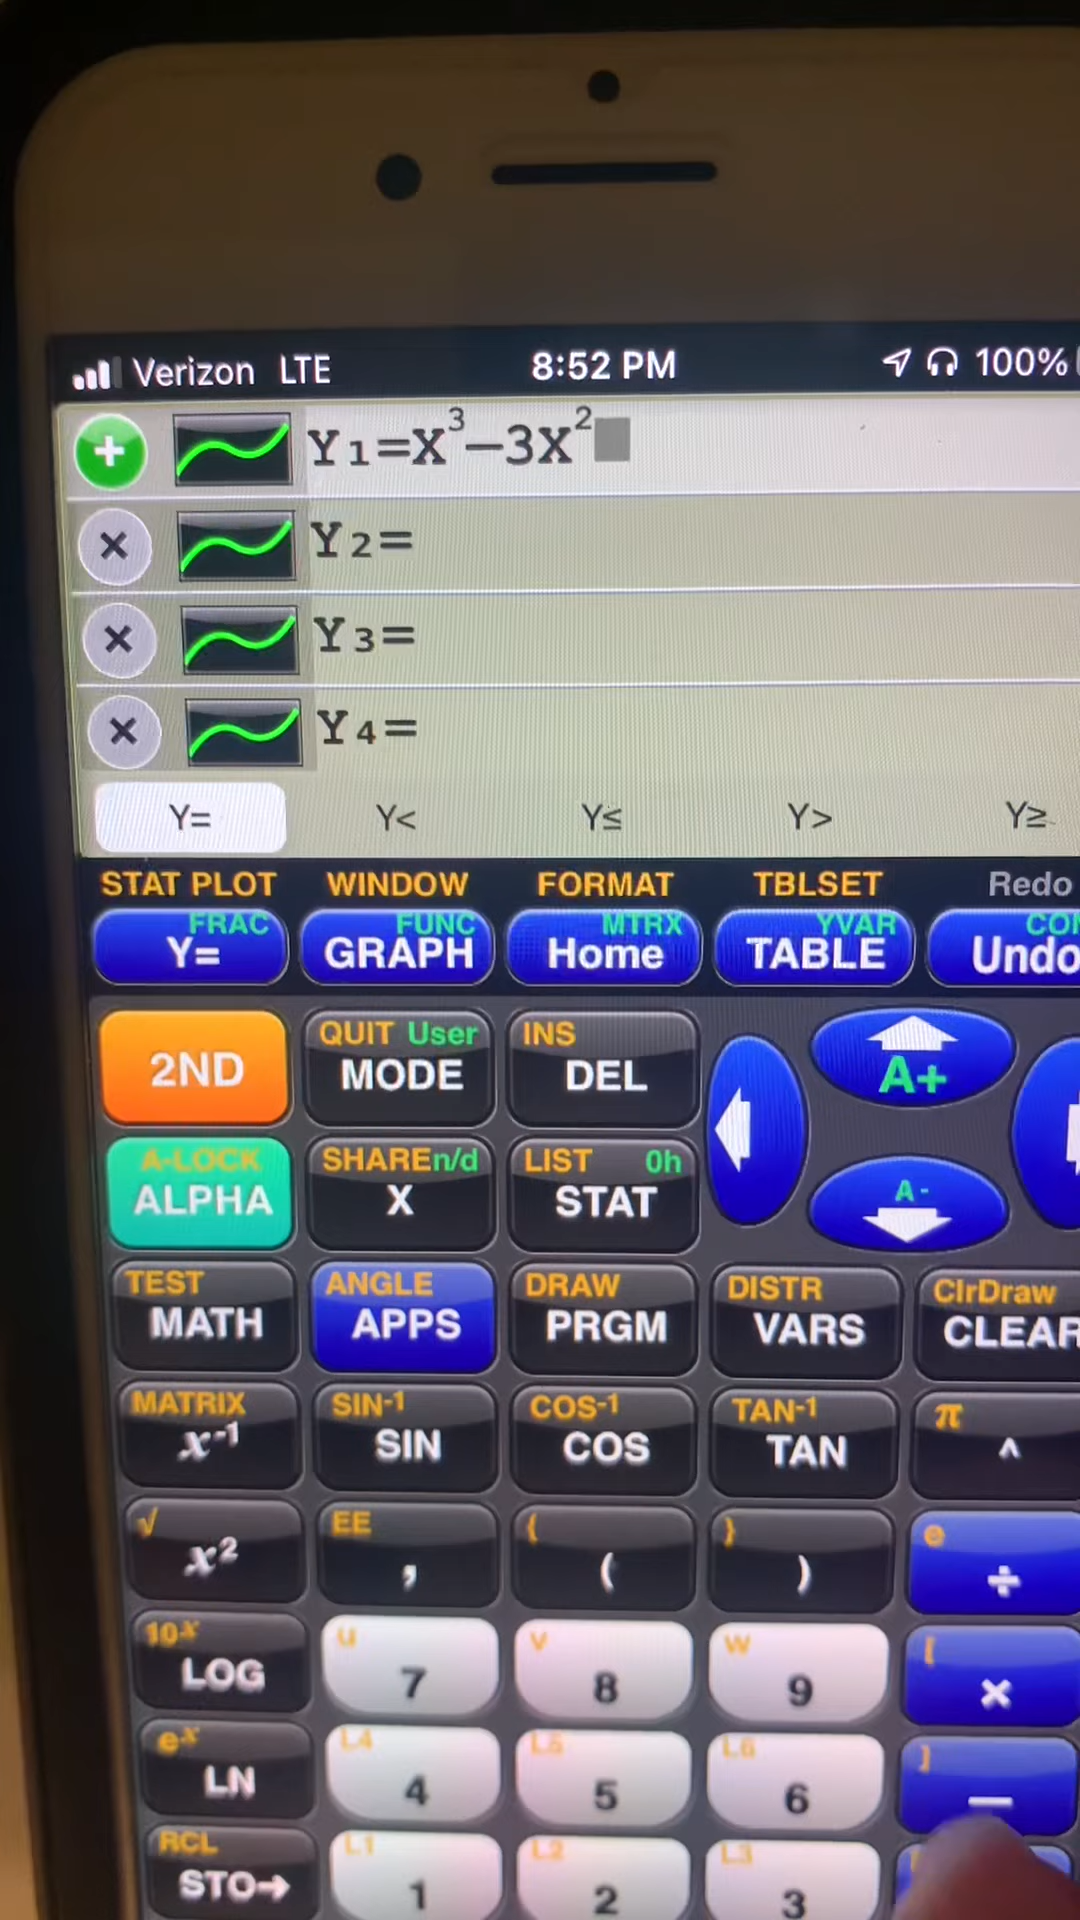 Verizon LTE 8:52 PM 100%
+ Y₁=X³−3X²
× Y₂=
× Y₃=
× Y₄=
Y= Y< Y≤ Y> Y≥
STAT PLOT WINDOW FORMAT TBLSET Redo
FRAC FUNC MTRX YVAR
Y= GRAPH Home TABLE Undo
QUIT User INS
2ND MODE DEL A+
A-LOCK SHARE n/d LIST 0h A-
ALPHA X STAT
TEST ANGLE DRAW DISTR ClrDraw
MATH APPS PRGM VARS CLEAR
MATRIX SIN⁻¹ COS⁻¹ TAN⁻¹ π
x⁻¹ SIN COS TAN ^
√ EE { } e
x² , ( ) ÷
10ˣ u v w [
LOG 7 8 9 ×
eˣ L4 L5 L6 ]
LN 4 5 6 −
RCL L1 L2 L3
STO→ 1 2 3